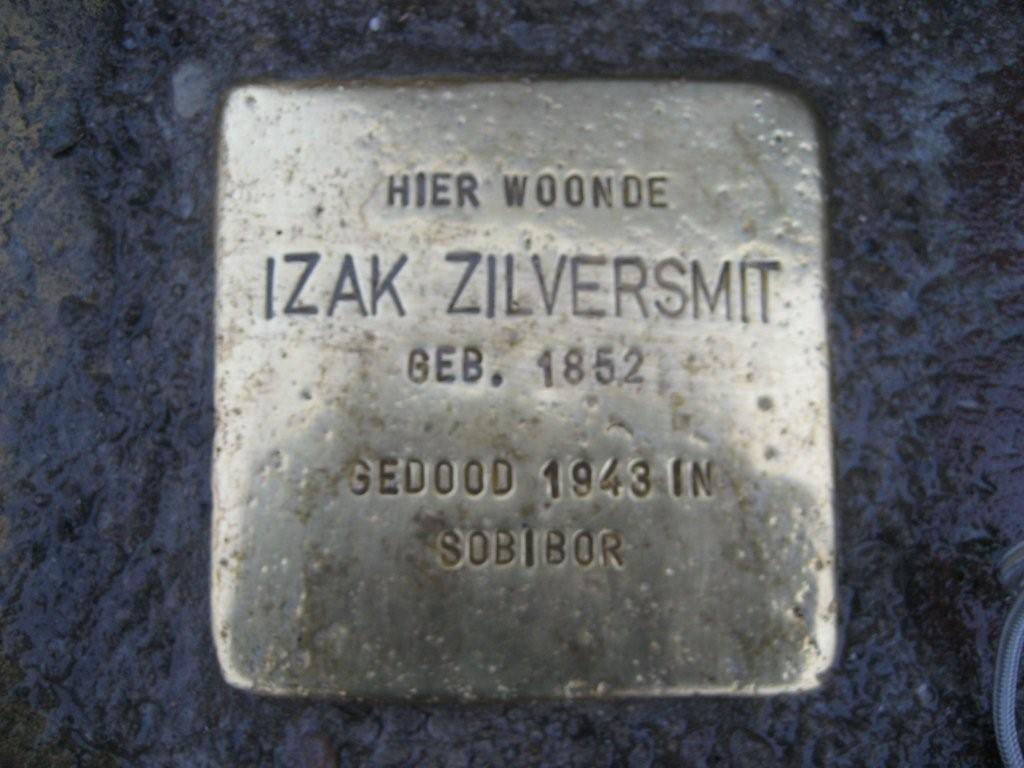 HIER WOONDE
IZAK ZILVERSMIT
GEB. 1852
GEDOOD 1943 IN
SOBIBOR